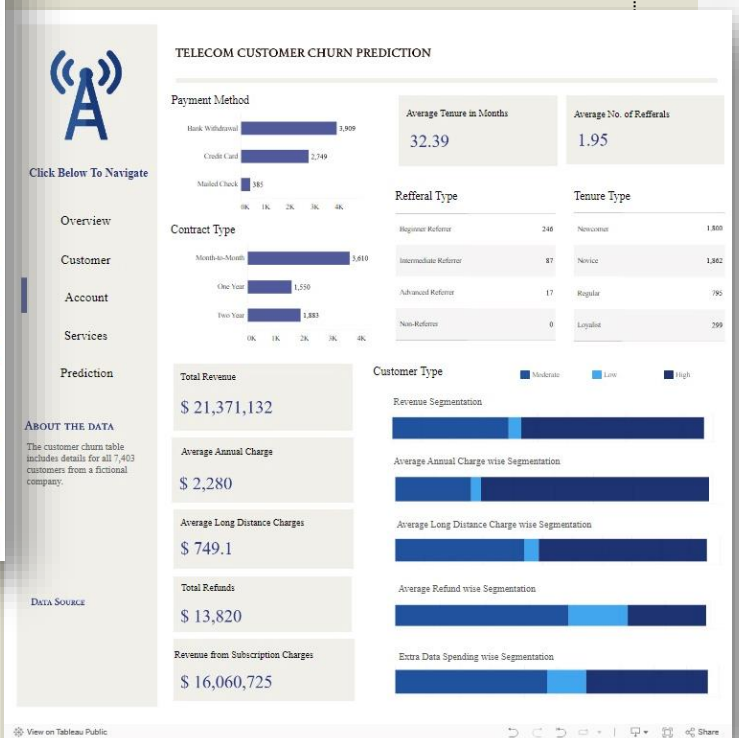 TELECOM CUSTOMER CHURN PREDICTION
Click Below To Navigate
Overview
Customer
Account
Services
Prediction
ABOUT THE DATA
The customer churn table
includes details for all 7,403
customers from a fictional
company.
DATA SOURCE
Payment Method
Bank Withdrawal 3,909
Credit Card 2,749
Mailed Check 385
0K 1K 2K 3K 4K
Contract Type
Month-to-Month 3,610
One Year 1,550
Two Year 1,883
0K 1K 2K 3K 4K
Average Tenure in Months
32.39
Average No. of Refferals
1.95
Refferal Type
Beginner Referrer 246
Intermediate Referrer 87
Advanced Referrer 17
Non-Referrer 0
Tenure Type
Newcomer 1,800
Novice 1,862
Regular 795
Loyalist 299
Total Revenue
$ 21,371,132
Average Annual Charge
$ 2,280
Average Long Distance Charges
$ 749.1
Total Refunds
$ 13,820
Revenue from Subscription Charges
$ 16,060,725
Customer Type
Moderate Low High
Revenue Segmentation
Average Annual Charge wise Segmentation
Average Long Distance Charge wise Segmentation
Average Refund wise Segmentation
Extra Data Spending wise Segmentation
View on Tableau Public
Share